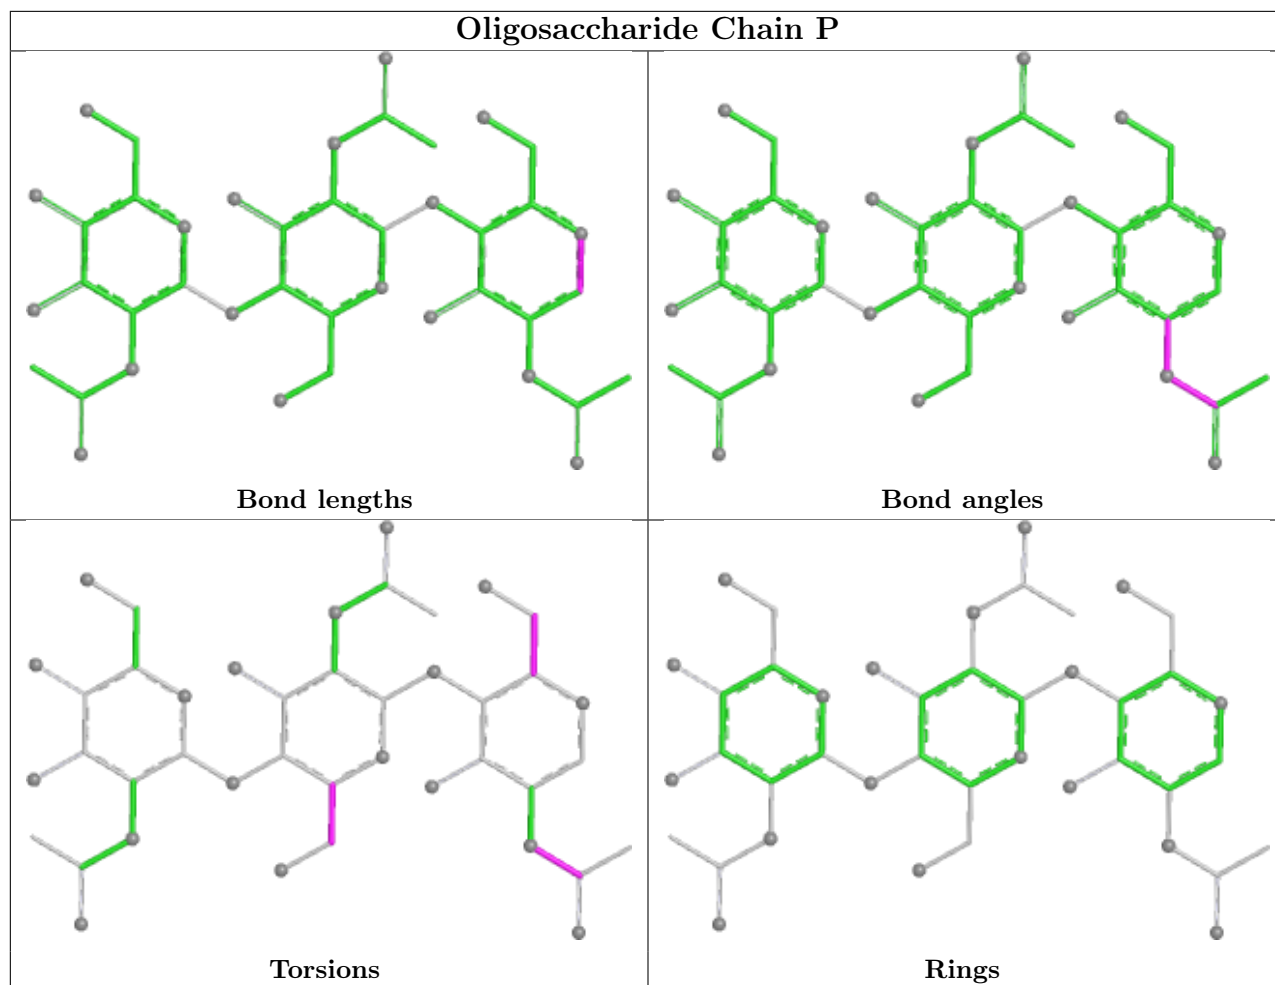 Oligosaccharide Chain P
Bond lengths
Bond angles
Torsions
Rings